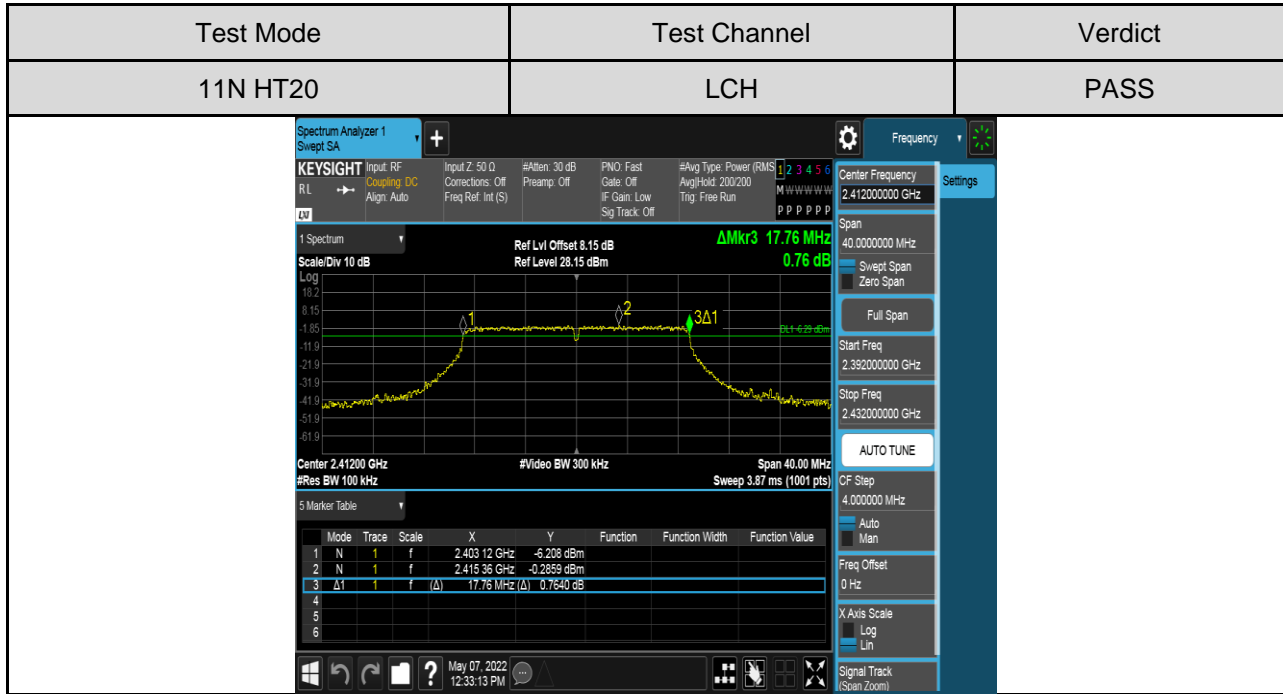 Test Mode Test Channel Verdict
11N HT20 LCH PASS
Spectrum Analyzer 1
Swept SA
+
Frequency
KEYSIGHT
RL
LXI
Input: RF
Coupling: DC
Align: Auto
Input Z: 50 Ω
Corrections: Off
Freq Ref: Int (S)
#Atten: 30 dB
Preamp: Off
PNO: Fast
Gate: Off
IF Gain: Low
Sig Track: Off
#Avg Type: Power (RMS
Avg|Hold: 200/200
Trig: Free Run
1 2 3 4 5 6
M W W W W W
P P P P P P
1 Spectrum
Scale/Div 10 dB
Ref Lvl Offset 8.15 dB
Ref Level 28.15 dBm
ΔMkr3 17.76 MHz
0.76 dB
Log
18.2
8.15
-1.85
-11.9
-21.9
-31.9
-41.9
-51.9
-61.9
1
2
3Δ1
DL1 -6.29 dBm
Center 2.41200 GHz #Video BW 300 kHz Span 40.00 MHz
#Res BW 100 kHz Sweep 3.87 ms (1001 pts)
5 Marker Table
Mode Trace Scale X Y Function Function Width Function Value
1 N 1 f 2.403 12 GHz -6.208 dBm
2 N 1 f 2.415 36 GHz -0.2859 dBm
3 Δ1 1 f (Δ) 17.76 MHz (Δ) 0.7640 dB
4
5
6
May 07, 2022
12:33:13 PM
?
Center Frequency
2.412000000 GHz
Settings
Span
40.0000000 MHz
Swept Span
Zero Span
Full Span
Start Freq
2.392000000 GHz
Stop Freq
2.432000000 GHz
AUTO TUNE
CF Step
4.000000 MHz
Auto
Man
Freq Offset
0 Hz
X Axis Scale
Log
Lin
Signal Track
(Span Zoom)